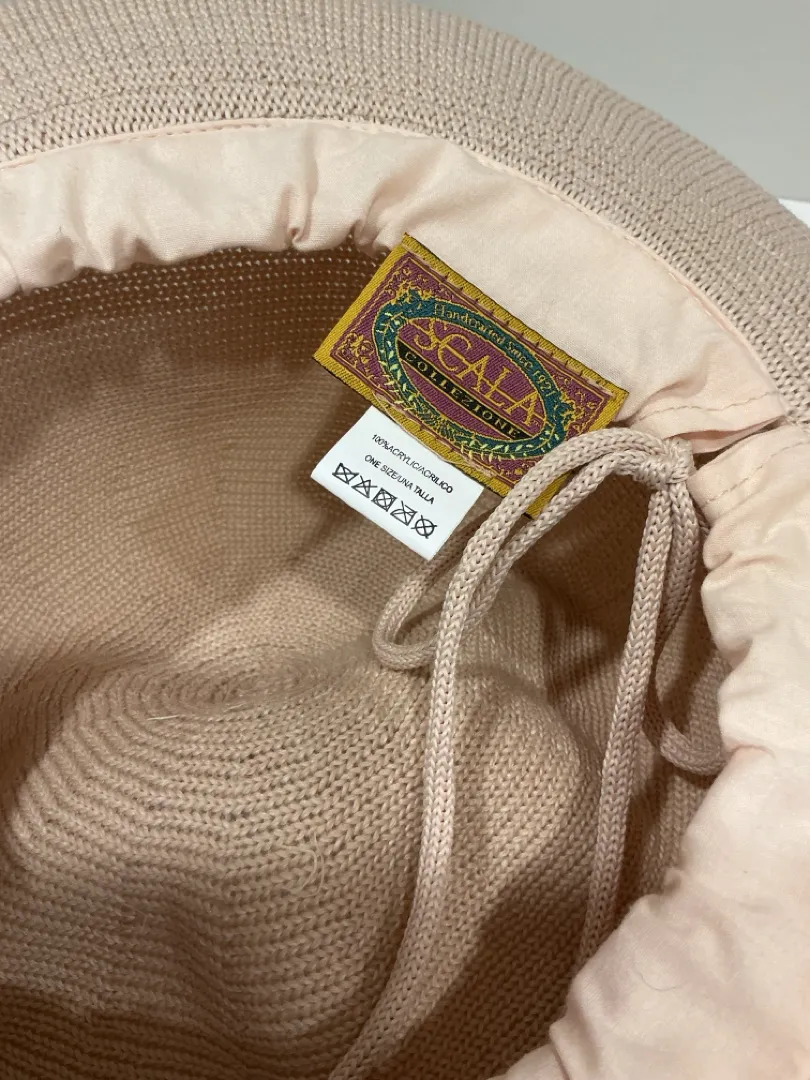 Handcrafted Since 1921
SCALA
COLLEZIONE
100%ACRYLIC/ACRILICO
ONE SIZE/UNA TALLA